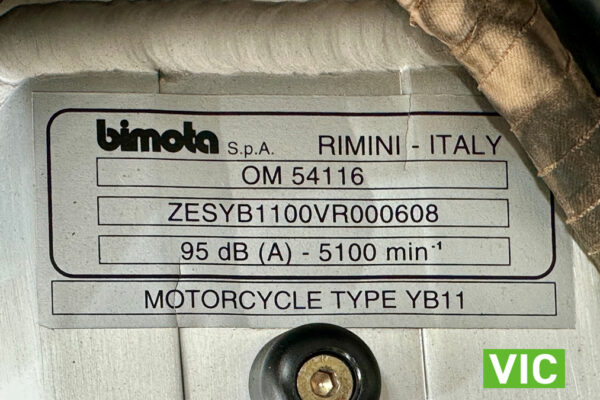 bimota S.p.A. RIMINI - ITALY
OM 54116
ZESYB1100VR000608
95 dB (A) - 5100 min⁻¹
MOTORCYCLE TYPE YB11
VIC